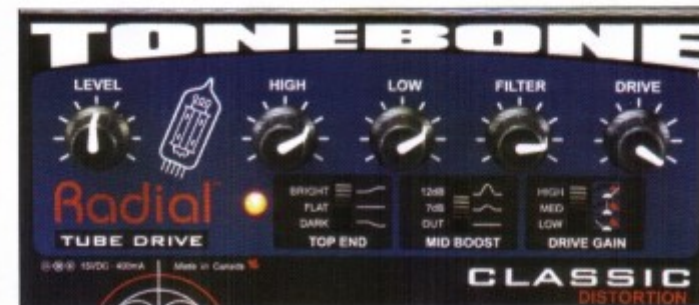 TONEBONE
LEVEL
HIGH
LOW
FILTER
DRIVE
Radial
TUBE DRIVE
BRIGHT
FLAT
DARK
TOP END
12dB
7dB
OUT
MID BOOST
HIGH
MED
LOW
DRIVE GAIN
15VDC - 400mA
Made in Canada
CLASSIC
DISTORTION